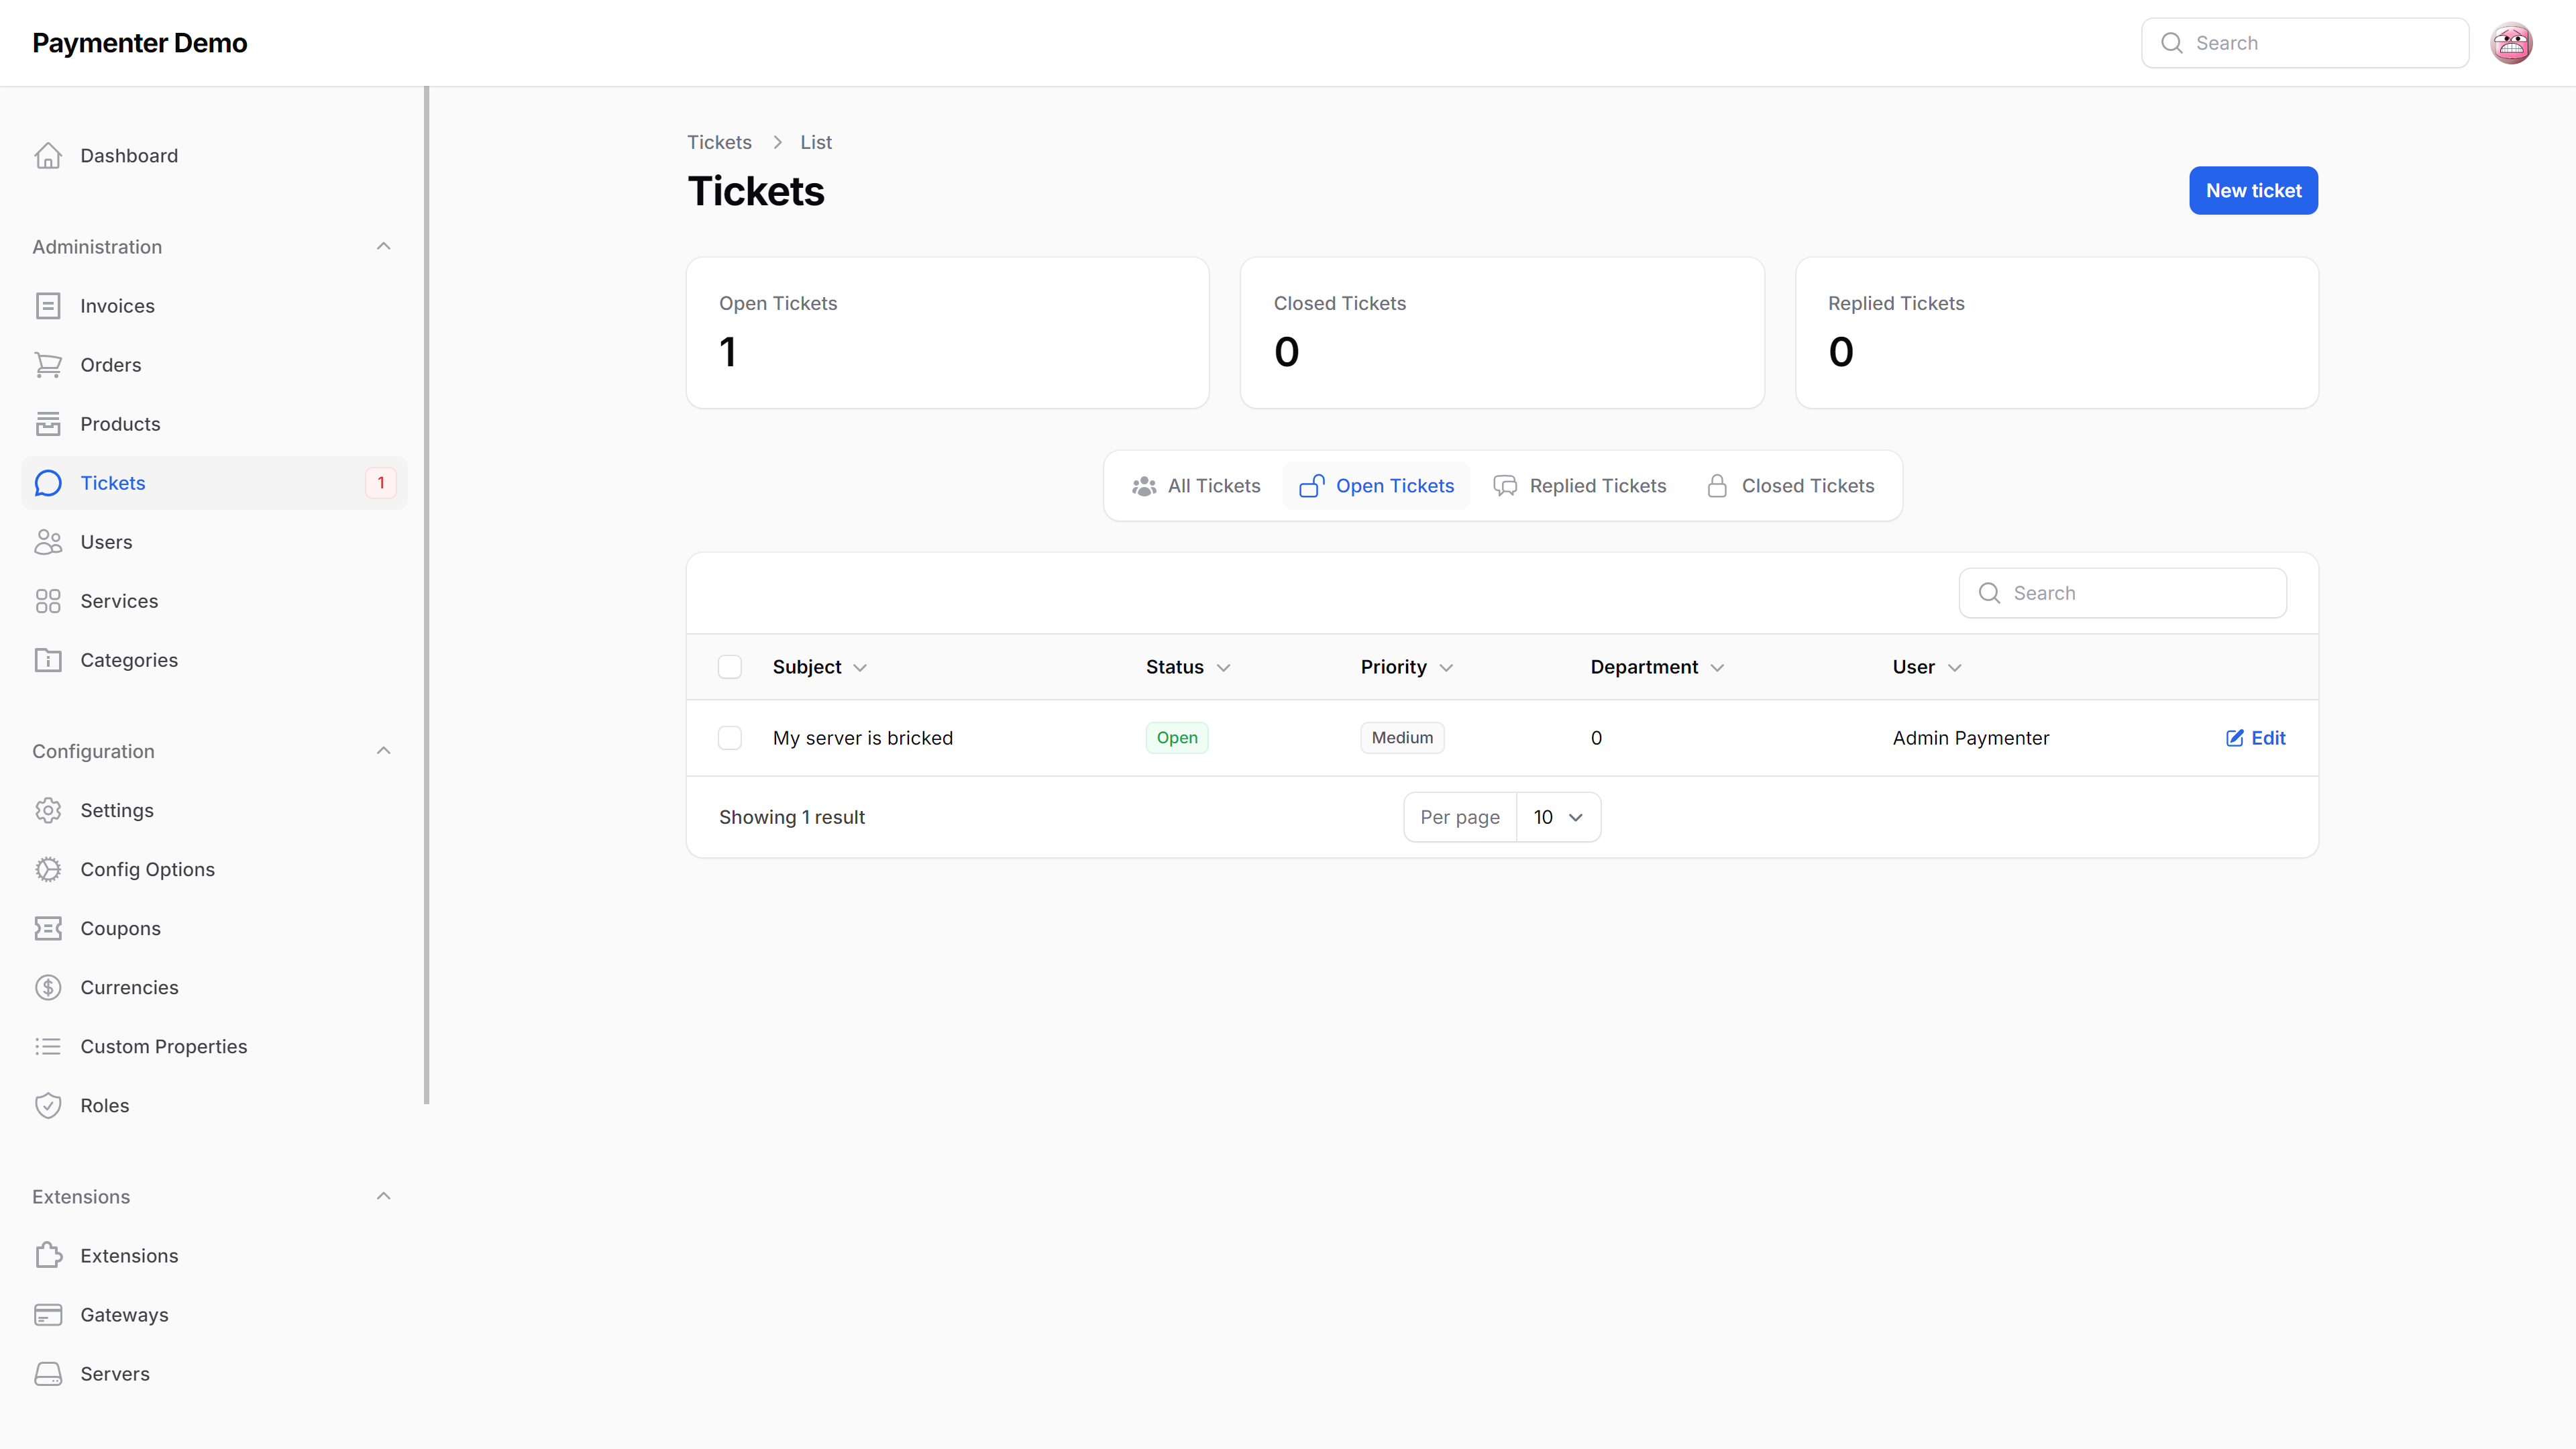 Paymenter Demo
Search
Dashboard
Administration
Invoices
Orders
Products
Tickets 1
Users
Services
Categories
Configuration
Settings
Config Options
Coupons
Currencies
Custom Properties
Roles
Extensions
Extensions
Gateways
Servers
Tickets List
Tickets
New ticket
Open Tickets
1
Closed Tickets
0
Replied Tickets
0
All Tickets Open Tickets Replied Tickets Closed Tickets
Search
Subject Status Priority Department User
My server is bricked Open Medium 0 Admin Paymenter Edit
Showing 1 result Per page 10